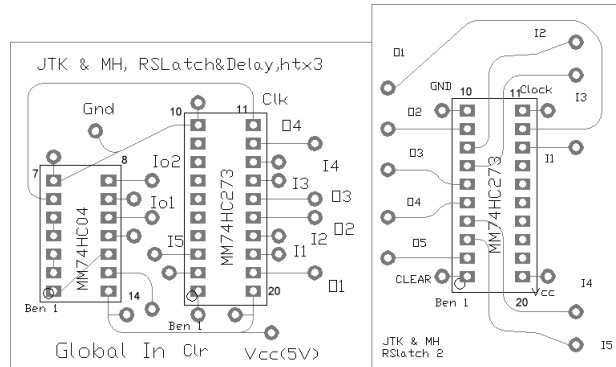 JTK & MH, RSLatch&Delay,htx3
Gnd
10
11
Clk
O4
7
8
Io2
I4
I3
MM74HC04
Io1
MM74HC273
O3
O2
I5
I2
I1
14
20
O1
Ben 1
Ben 1
Global In
Clr
Vcc(5V)
O1
I2
I1
GND
10
11
Clock
I3
O2
O3
I1
MM74HC273
O4
O5
CLEAR
Vcc
Ben 1
20
I4
JTK & MH
RSlatch 2
I5